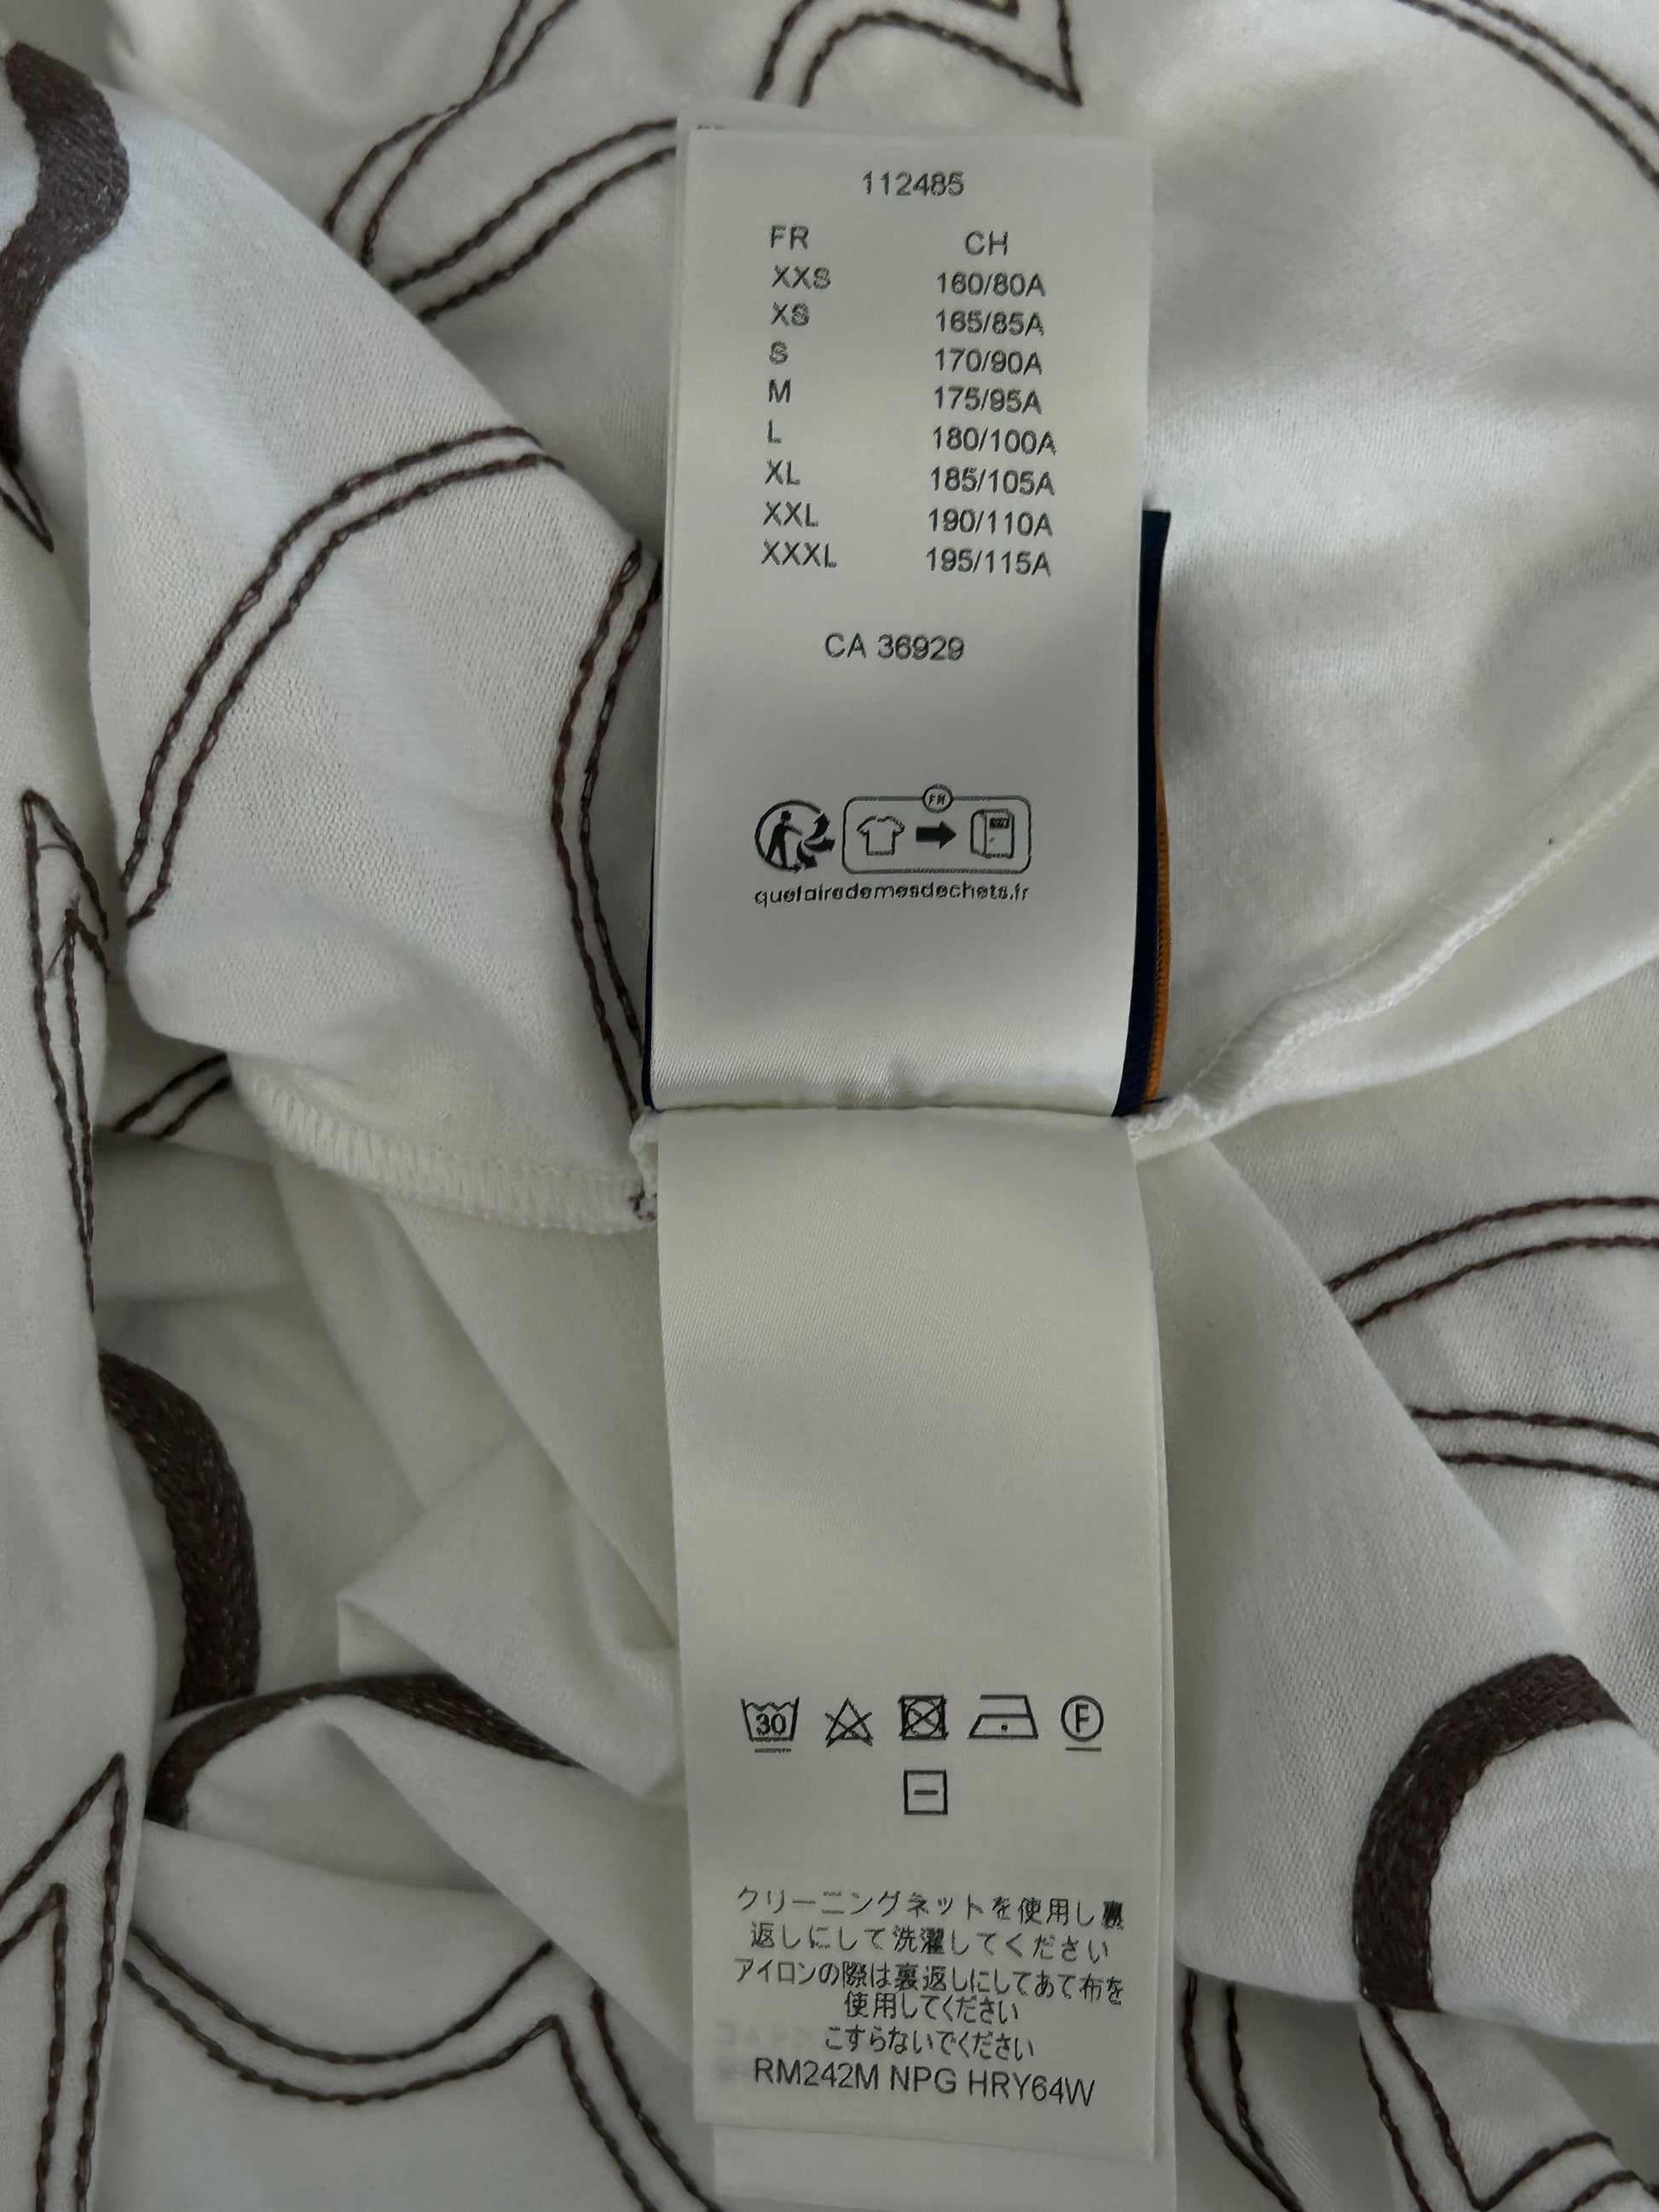 112485
FR CH
XXS 160/80A
XS 165/85A
S 170/90A
M 175/95A
L 180/100A
XL 185/105A
XXL 190/110A
XXXL 195/115A
CA 36929
FR
quefairedemesdechets.fr
30
F
クリーニングネットを使用し裏
返しにして洗濯してください
アイロンの際は裏返しにしてあて布を
使用してください
こすらないでください
RM242M NPG HRY64W